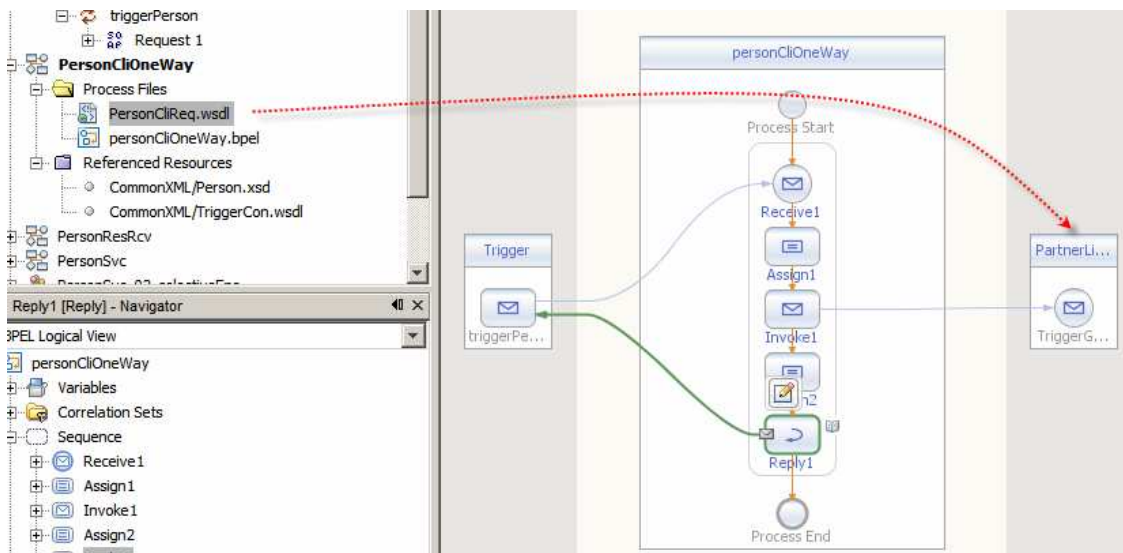 triggerPerson
Request 1
PersonCliOneWay
Process Files
PersonCliReq.wsdl
personCliOneWay.bpel
Referenced Resources
CommonXML/Person.xsd
CommonXML/TriggerCon.wsdl
PersonResRcv
PersonSvc
Reply1 [Reply] - Navigator
BPEL Logical View
personCliOneWay
Variables
Correlation Sets
Sequence
Receive1
Assign1
Invoke1
Assign2
personCliOneWay
Process Start
Receive1
Assign1
Invoke1
n2
Reply1
Process End
Trigger
triggerPe...
PartnerLi...
TriggerG...